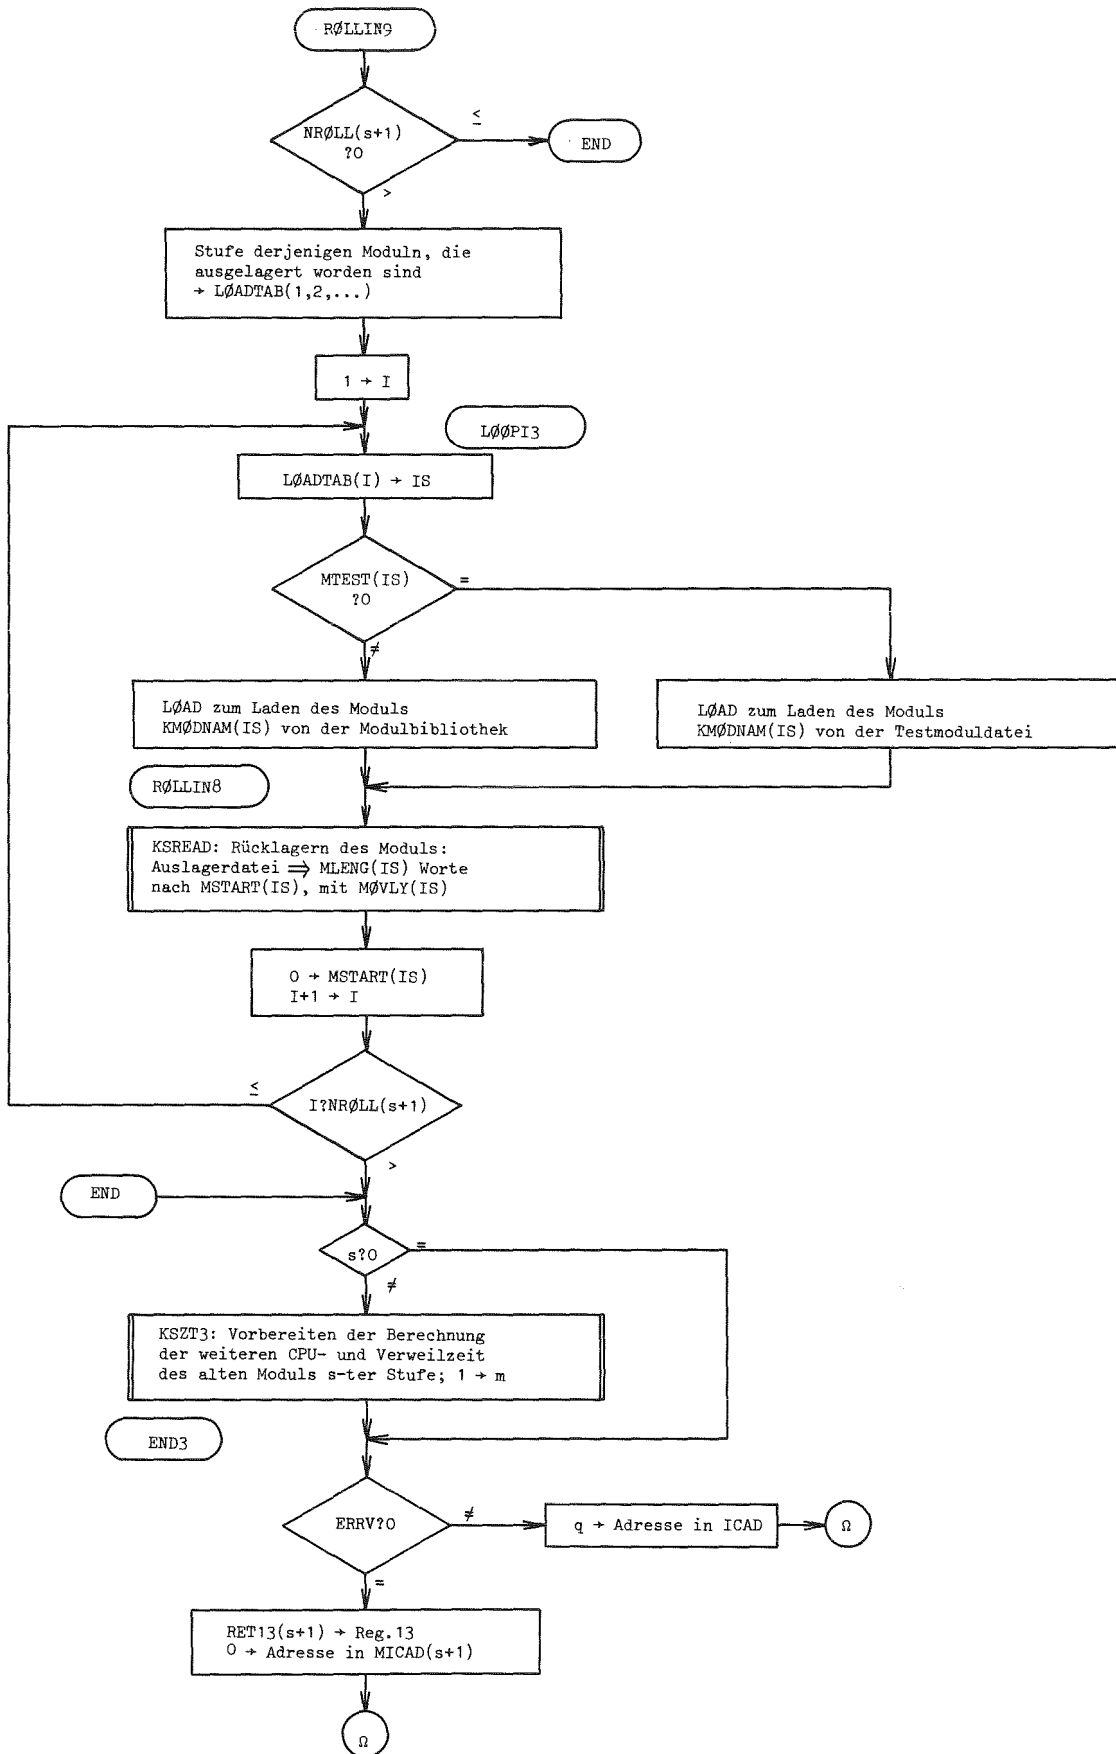 RØLLIN9
NRØLL(s+1)
?0
≤
END
>
Stufe derjenigen Moduln, die
ausgelagert worden sind
→ LØADTAB(1,2,...)
1 → I
LØØPI3
LØADTAB(I) → IS
MTEST(IS)
?0
=
≠
LØAD zum Laden des Moduls
KMØDNAM(IS) von der Modulbibliothek
LØAD zum Laden des Moduls
KMØDNAM(IS) von der Testmoduldatei
RØLLIN8
KSREAD: Rücklagern des Moduls:
Auslagerdatei ⇒ MLENG(IS) Worte
nach MSTART(IS), mit MØVLY(IS)
0 → MSTART(IS)
I+1 → I
≤
I?NRØLL(s+1)
>
END
s?0
=
≠
KSZT3: Vorbereiten der Berechnung
der weiteren CPU- und Verweilzeit
des alten Moduls s-ter Stufe; 1 → m
END3
ERRV?0
≠
q → Adresse in ICAD
Ω
=
RET13(s+1) → Reg.13
0 → Adresse in MICAD(s+1)
Ω